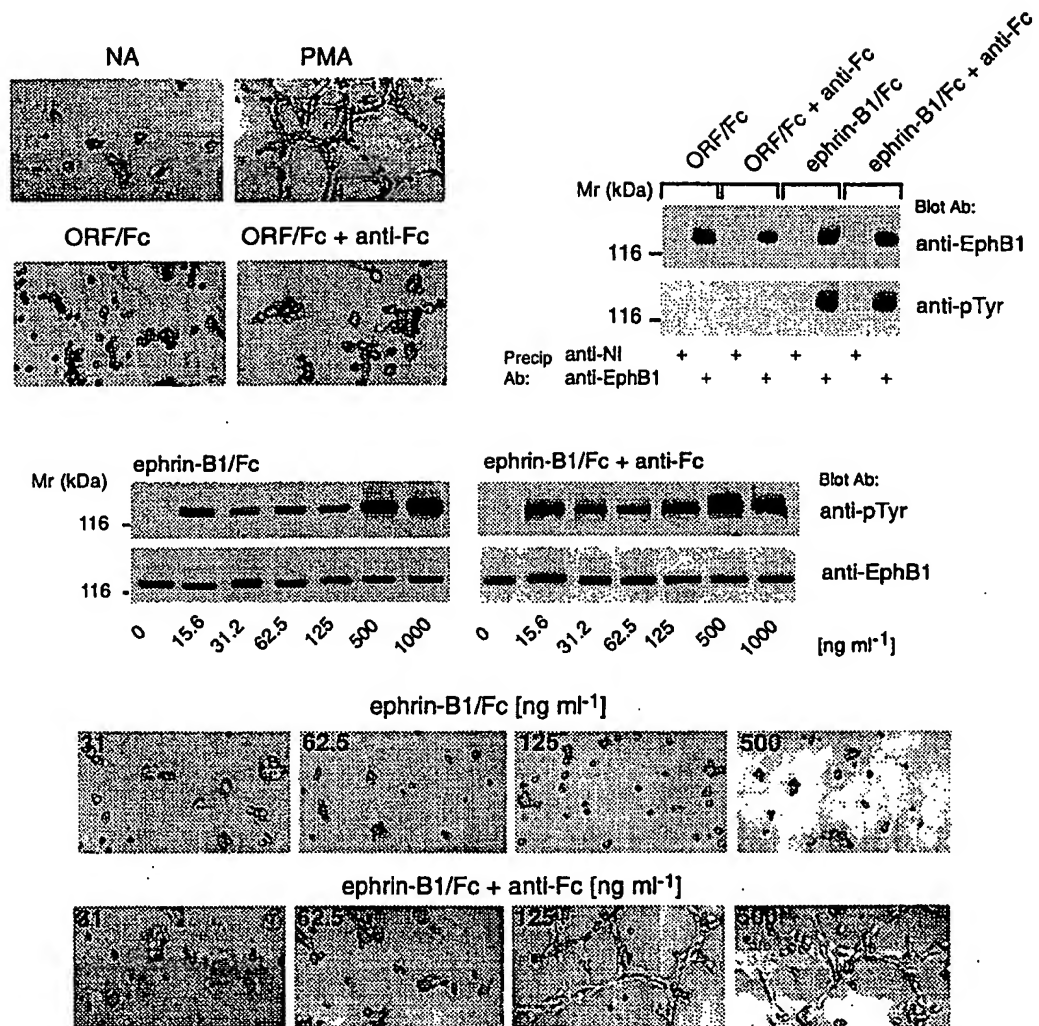 NA PMA
ORF/Fc ORF/Fc + anti-Fc
ORF/Fc
ORF/Fc + anti-Fc
ephrin-B1/Fc
ephrin-B1/Fc + anti-Fc
Mr (kDa)
Blot Ab:
116
anti-EphB1
116
anti-pTyr
Precip anti-NI + + + +
Ab: anti-EphB1 + + + +
ephrin-B1/Fc ephrin-B1/Fc + anti-Fc
Mr (kDa)
Blot Ab:
116
anti-pTyr
116
anti-EphB1
0 15.6 31.2 62.5 125 500 1000 0 15.6 31.2 62.5 125 500 1000 [ng ml-1]
ephrin-B1/Fc [ng ml-1]
31 62.5 125 500
ephrin-B1/Fc + anti-Fc [ng ml-1]
31 62.5 125 500